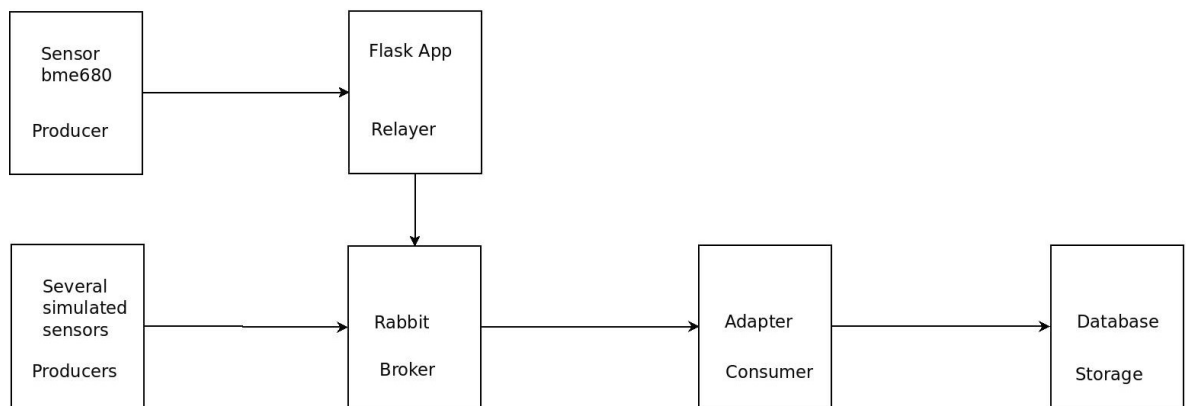 Sensor
bme680
Producer
Flask App
Relayer
Several
simulated
sensors
Producers
Rabbit
Broker
Adapter
Consumer
Database
Storage